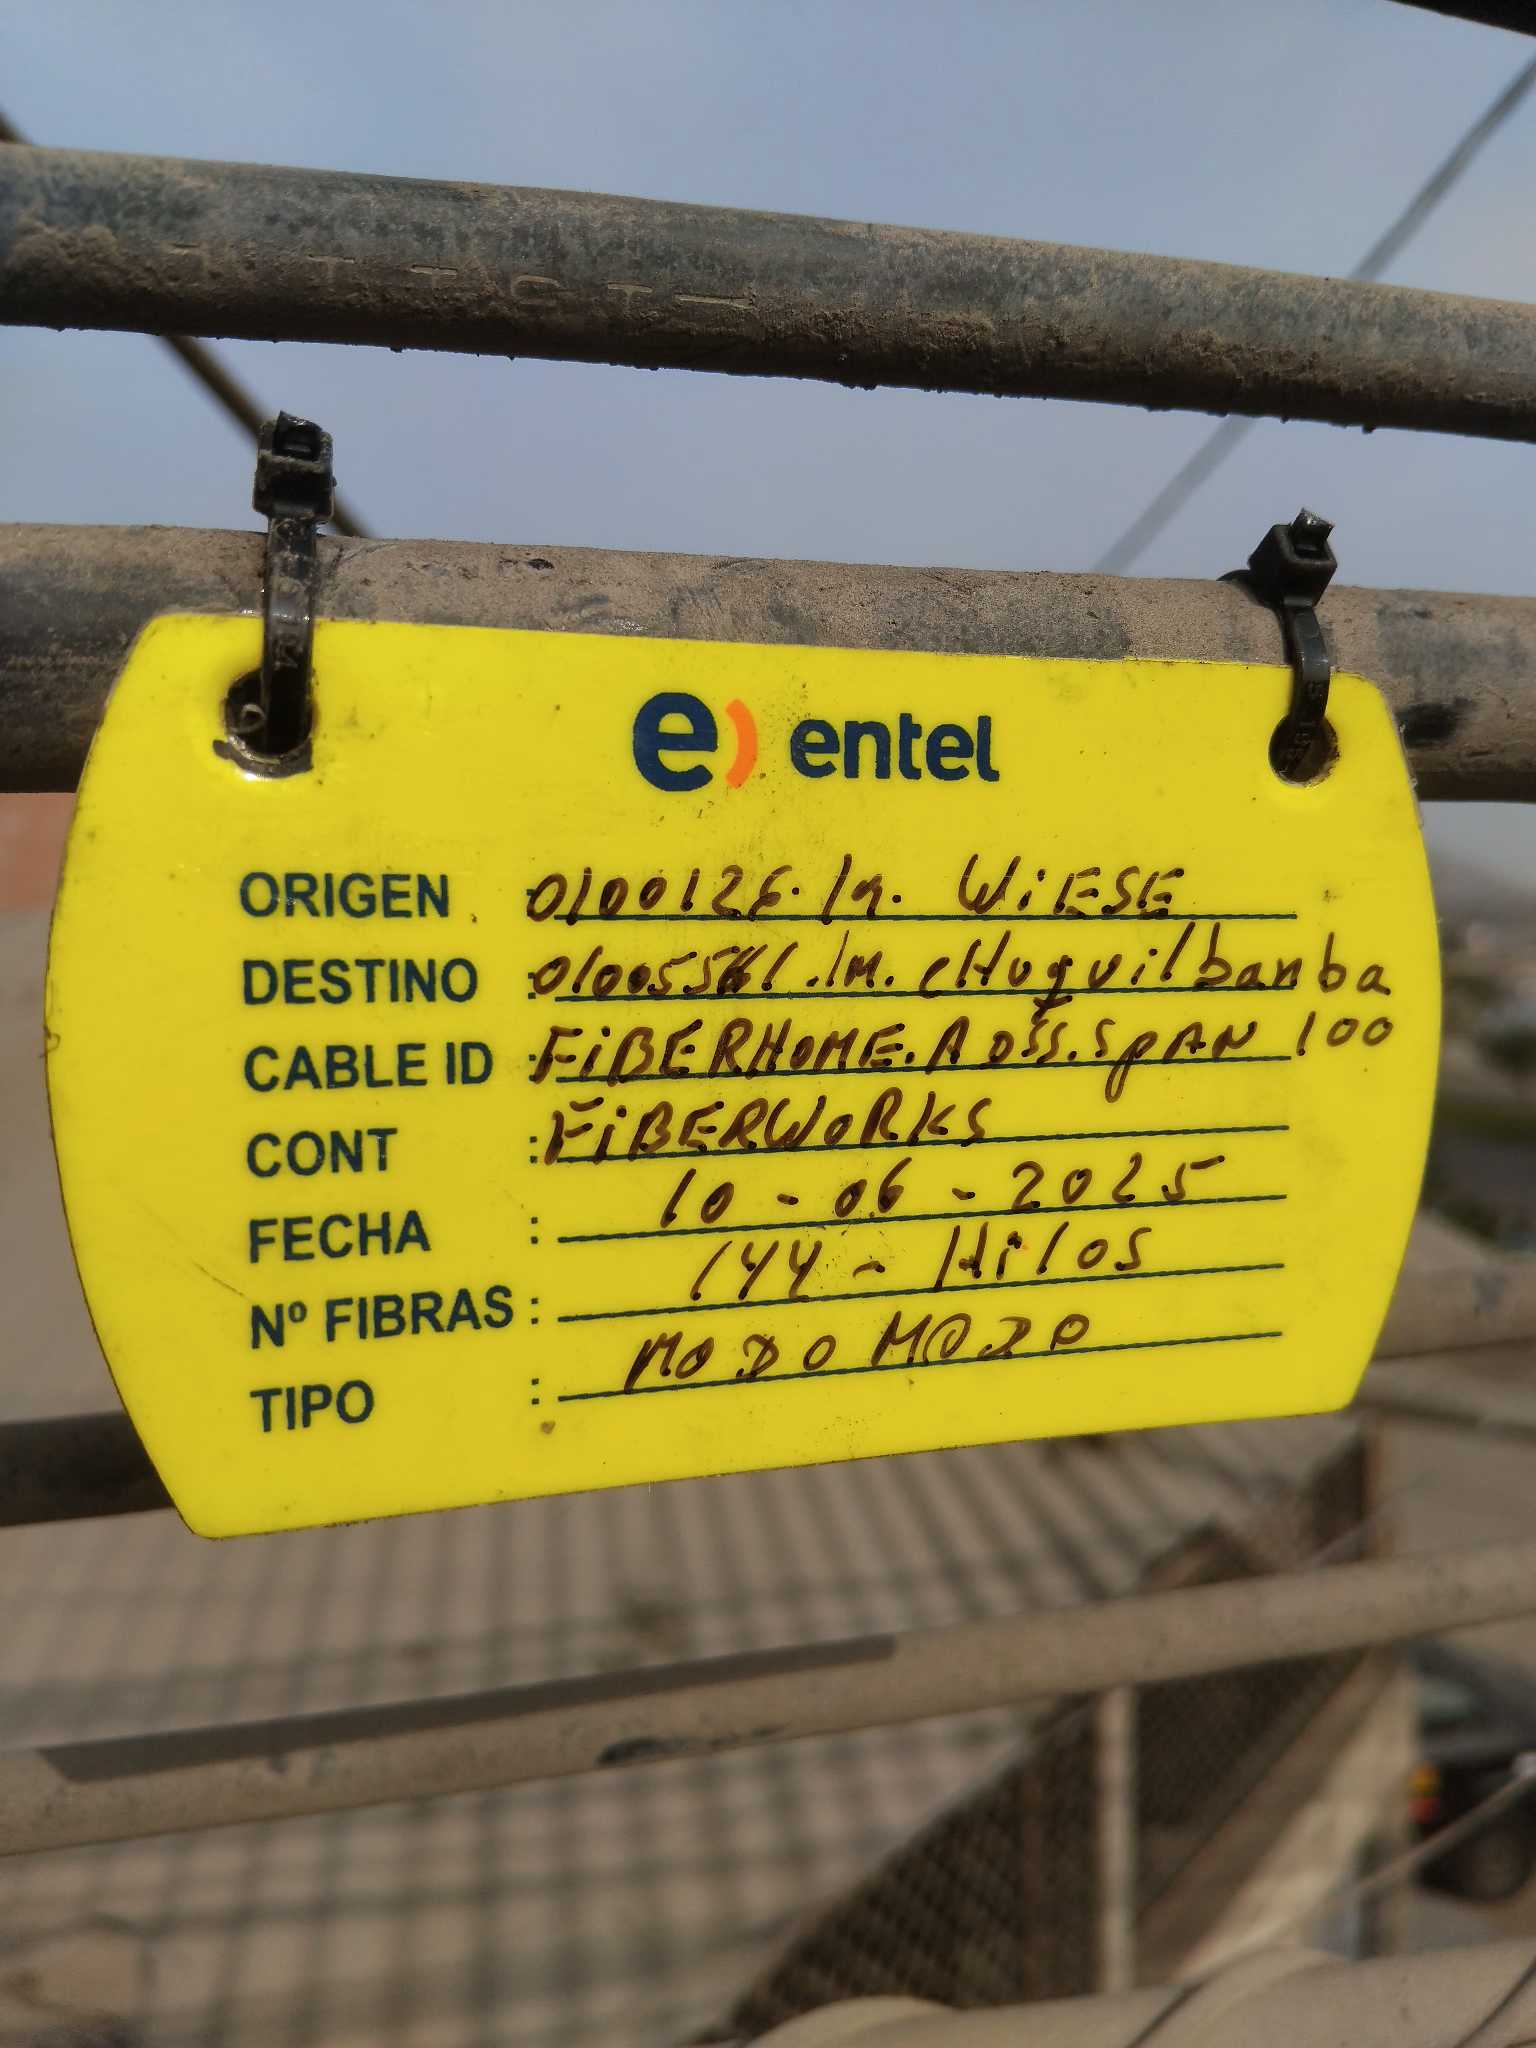 e) entel
ORIGEN : 0100126.la. WiESE
DESTINO : 01005561.lm. cHuquilbanba
CABLE ID : FiBERHOME.ADSS.SPAN 100
CONT : FiBERWORKS
FECHA : 10-06-2025
Nº FIBRAS : 144-Hilos
TIPO : MODO MODO